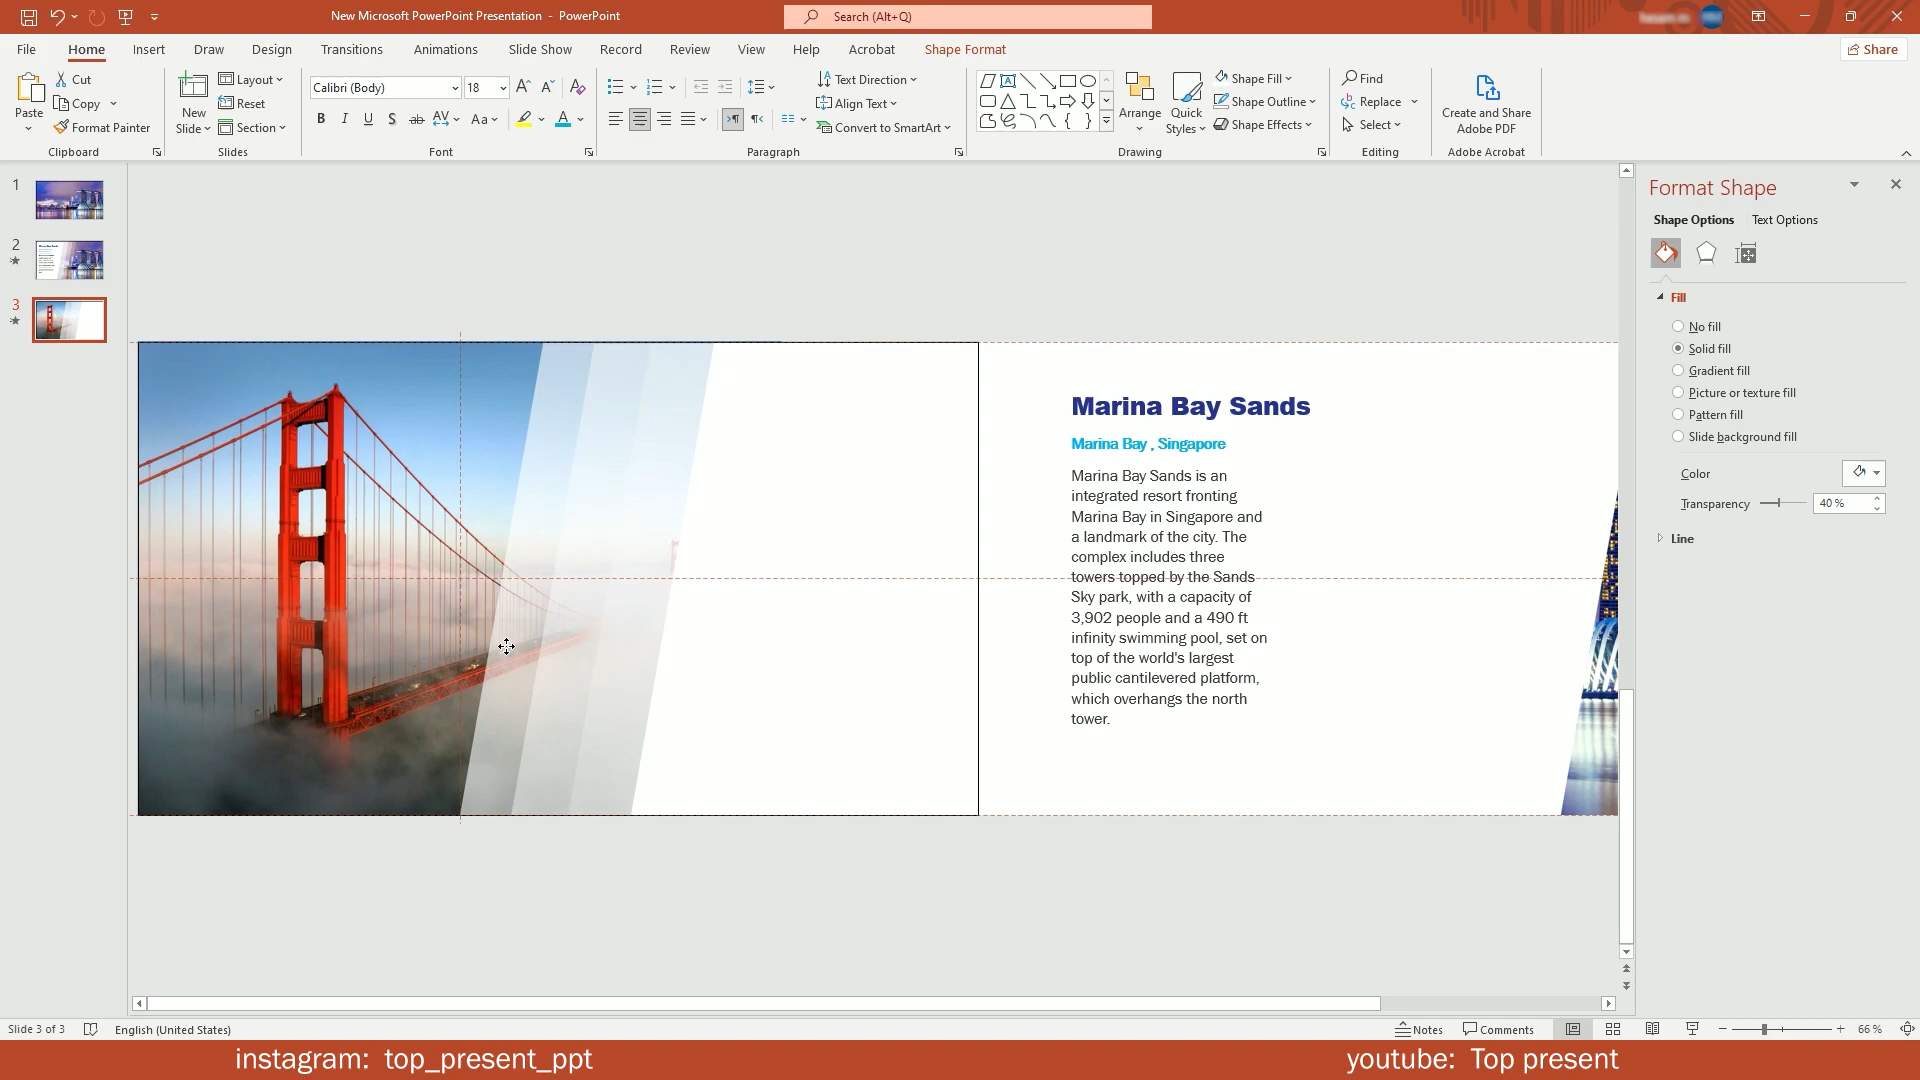 New Microsoft PowerPoint Presentation - PowerPoint
Search (Alt+Q)
File Home Insert Draw Design Transitions Animations Slide Show Record Review View Help Acrobat Shape Format
Share
Paste
Cut
Copy
Format Painter
Clipboard
New
Slide
Layout
Reset
Section
Slides
Calibri (Body) 18
Font
Paragraph
Text Direction
Align Text
Convert to SmartArt
Arrange
Quick
Styles
Shape Fill
Shape Outline
Shape Effects
Drawing
Find
Replace
Select
Editing
Create and Share
Adobe PDF
Adobe Acrobat
1
2
3
Marina Bay Sands
Marina Bay , Singapore
Marina Bay Sands is an
integrated resort fronting
Marina Bay in Singapore and
a landmark of the city. The
complex includes three
towers topped by the Sands
Sky park, with a capacity of
3,902 people and a 490 ft
infinity swimming pool, set on
top of the world's largest
public cantilevered platform,
which overhangs the north
tower.
Format Shape
Shape Options Text Options
Fill
No fill
Solid fill
Gradient fill
Picture or texture fill
Pattern fill
Slide background fill
Color
Transparency 40 %
Line
Slide 3 of 3 English (United States)
Notes Comments 66 %
instagram: top_present_ppt
youtube: Top present